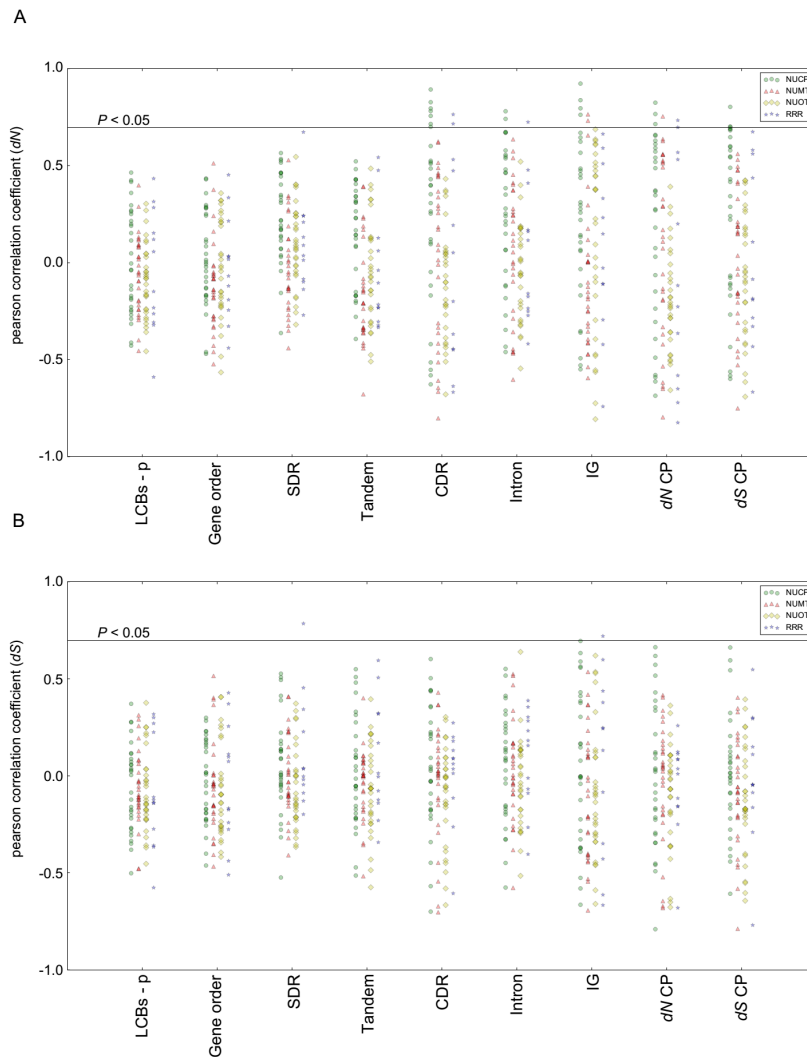 A
1.0
NUCP
NUMT
NUOT
RRR
P < 0.05
0.5
0.0
-0.5
-1.0
pearson correlation coefficient (dN)
LCBs - p
Gene order
SDR
Tandem
CDR
Intron
IG
dN CP
dS CP
B
1.0
NUCP
NUMT
NUOT
RRR
P < 0.05
0.5
0.0
-0.5
-1.0
pearson correlation coefficient (dS)
LCBs - p
Gene order
SDR
Tandem
CDR
Intron
IG
dN CP
dS CP